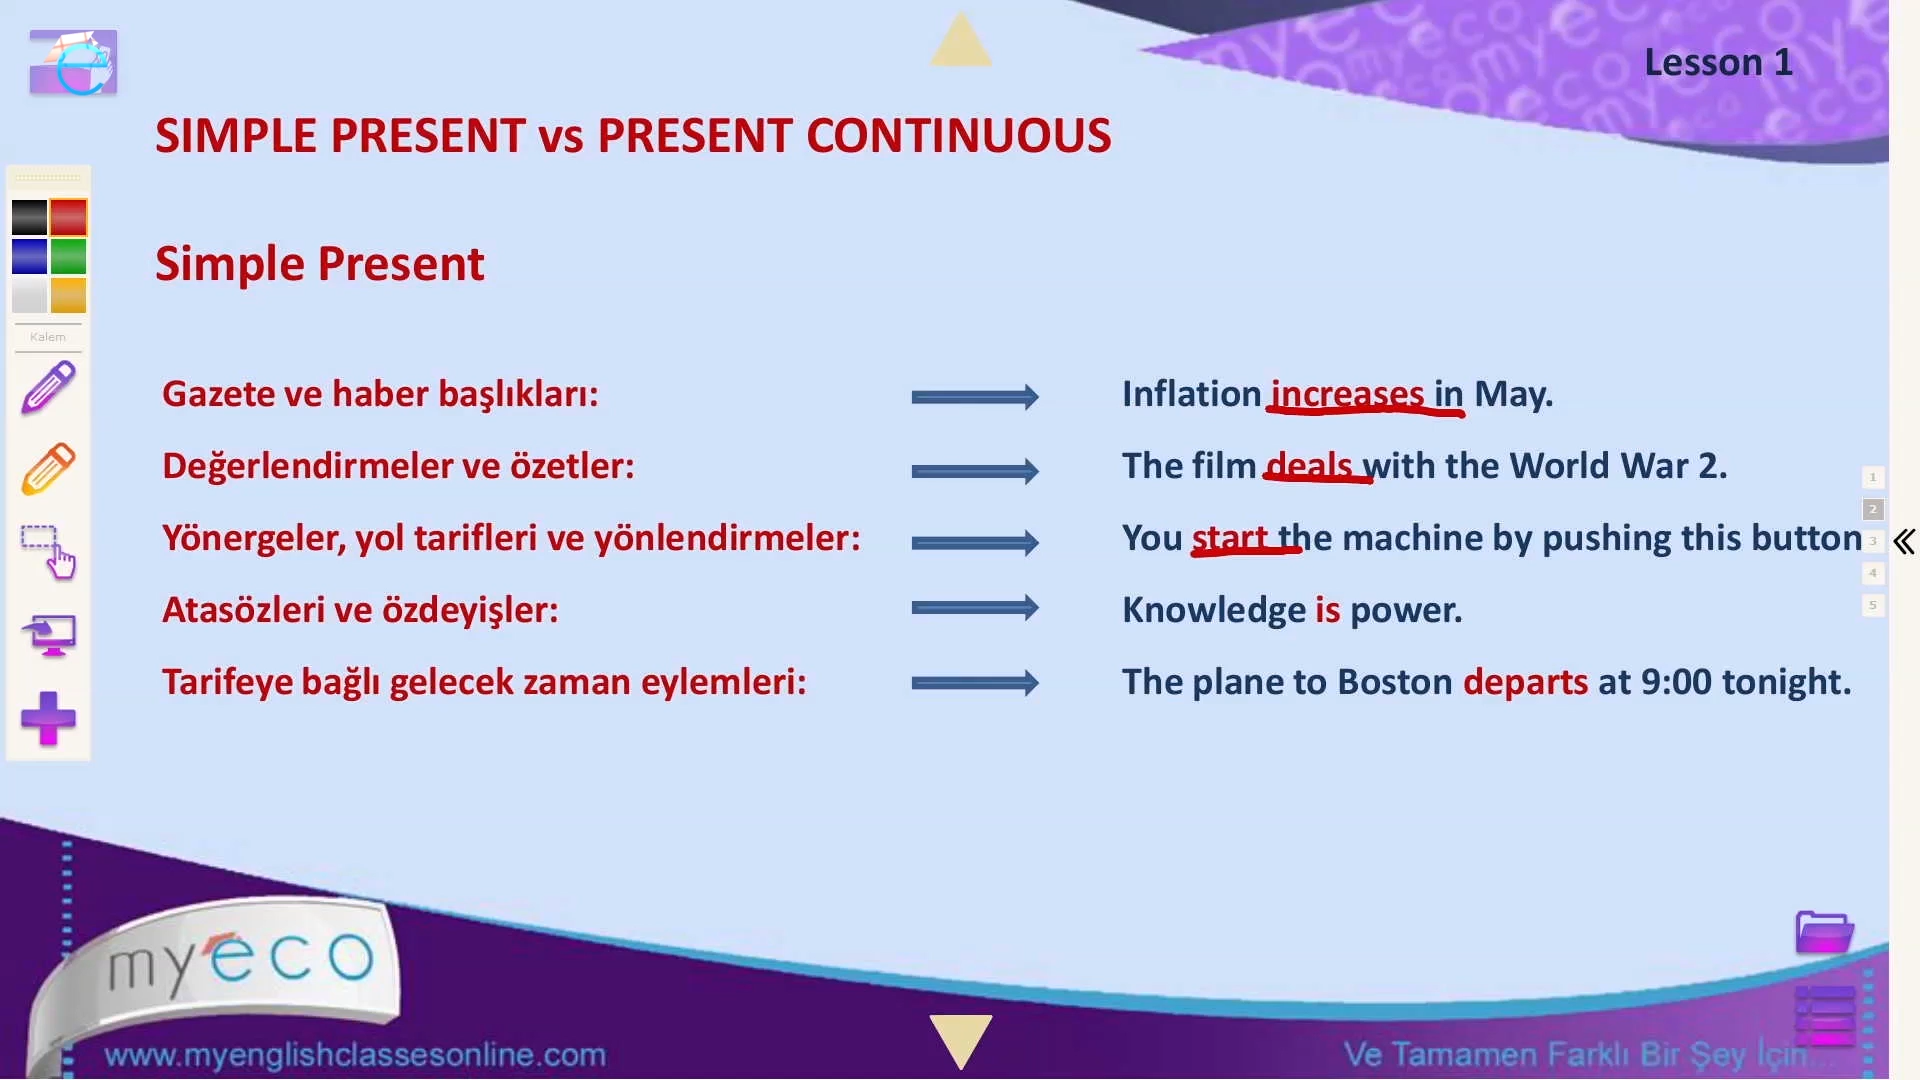 Lesson 1
SIMPLE PRESENT vs PRESENT CONTINUOUS
Simple Present
Kalem
Gazete ve haber başlıkları: Inflation increases in May.
Değerlendirmeler ve özetler: The film deals with the World War 2.
Yönergeler, yol tarifleri ve yönlendirmeler: You start the machine by pushing this button
Atasözleri ve özdeyişler: Knowledge is power.
Tarifeye bağlı gelecek zaman eylemleri: The plane to Boston departs at 9:00 tonight.
1
2
3
4
5
myeco
www.myenglishclassesonline.com
Ve Tamamen Farklı Bir Şey İçin...